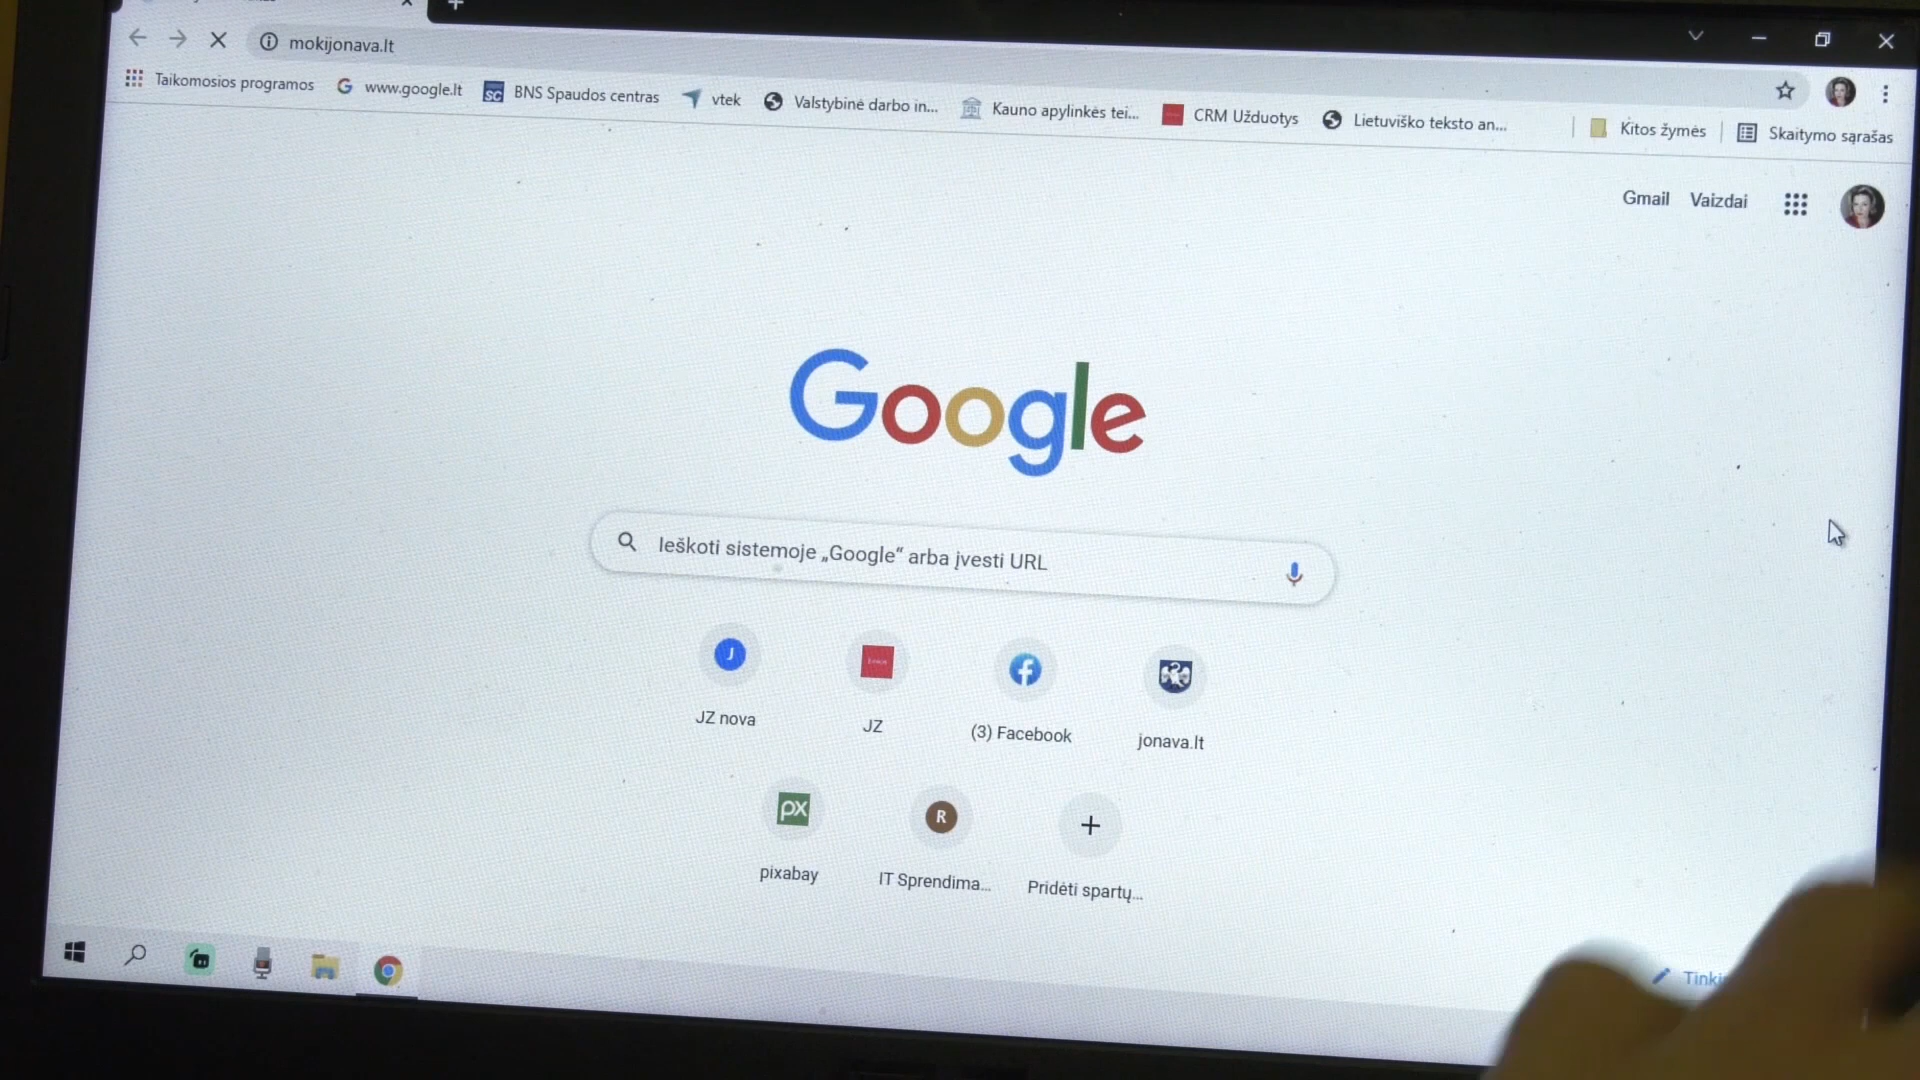 mokijonava.lt
Taikomosios programos www.google.lt BNS Spaudos centras vtek Valstybinė darbo in... Kauno apylinkės tei... CRM Užduotys Lietuviško teksto an... Kitos žymės Skaitymo sąrašas
Gmail Vaizdai
Google
Ieškoti sistemoje „Google“ arba įvesti URL
JZ nova JZ (3) Facebook jonava.lt
pixabay IT Sprendima... Pridėti spartų...